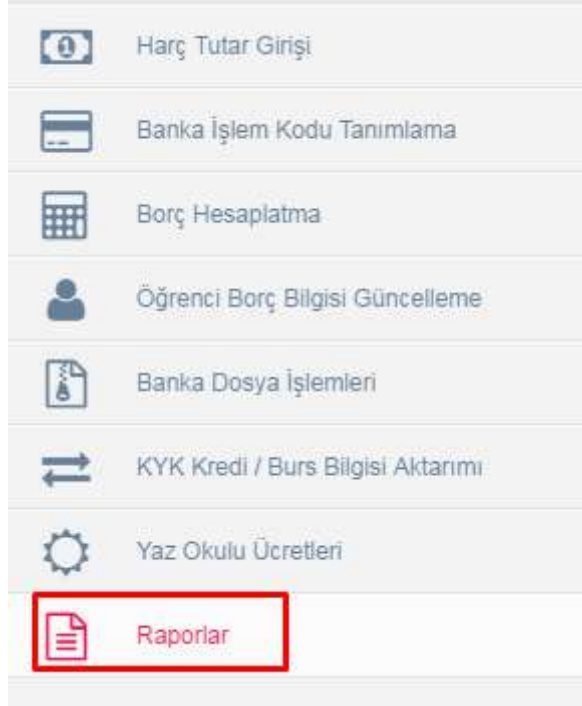 Harç Tutar Girişi
Banka İşlem Kodu Tanımlama
Borç Hesaplatma
Öğrenci Borç Bilgisi Güncelleme
Banka Dosya İşlemleri
KYK Kredi / Burs Bilgisi Aktarımı
Yaz Okulu Ücretleri
Raporlar